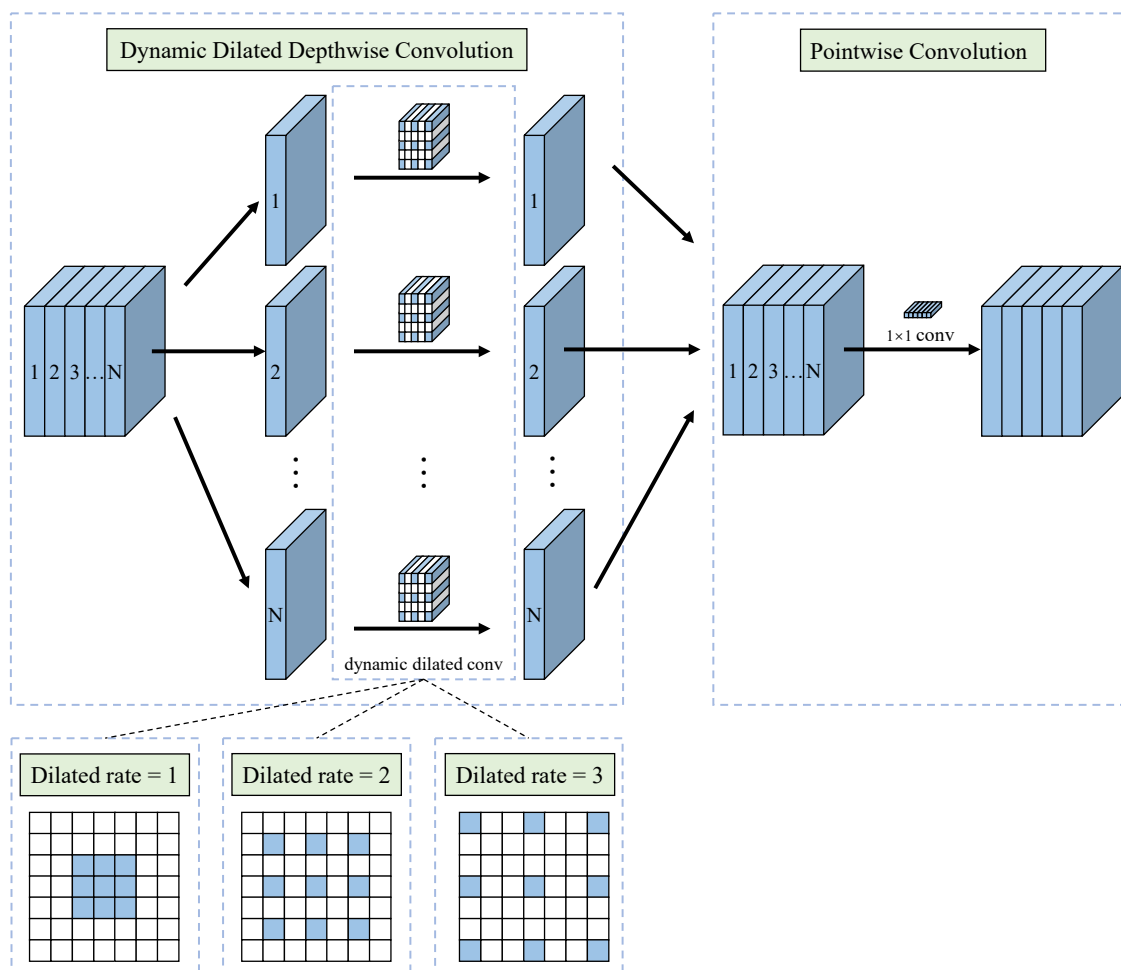 Dynamic Dilated Depthwise Convolution
Pointwise Convolution
1
1
1 2 3 … N
2
2
1 2 3 … N
1×1 conv
N
N
dynamic dilated conv
Dilated rate = 1
Dilated rate = 2
Dilated rate = 3